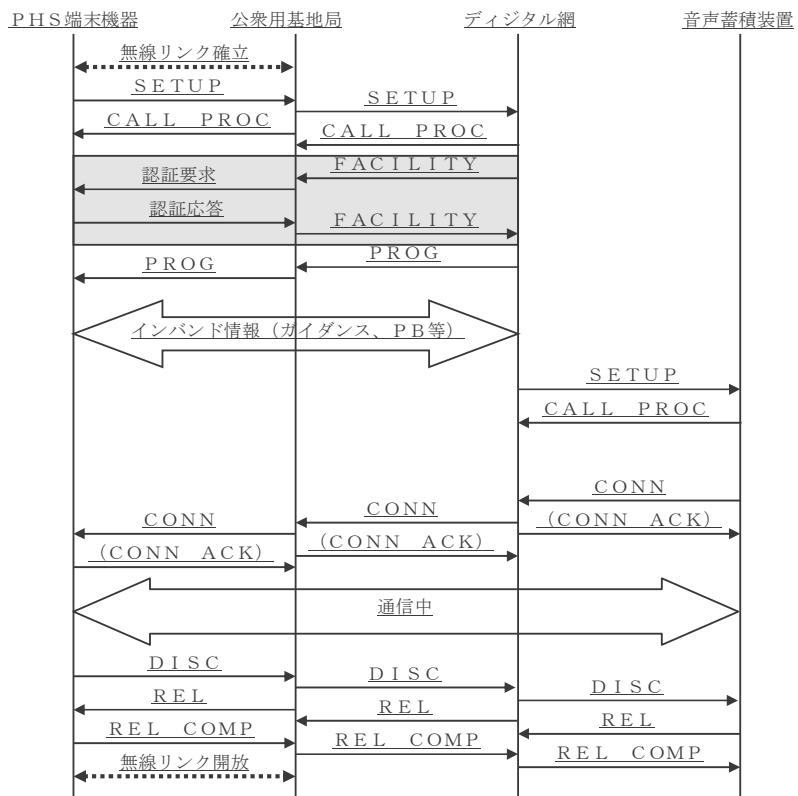 ＰＨＳ端末機器
公衆用基地局
ディジタル網
音声蓄積装置
無線リンク確立
ＳＥＴＵＰ
ＳＥＴＵＰ
ＣＡＬＬ　ＰＲＯＣ
ＣＡＬＬ　ＰＲＯＣ
ＦＡＣＩＬＩＴＹ
認証要求
認証応答
ＦＡＣＩＬＩＴＹ
ＰＲＯＧ
ＰＲＯＧ
インバンド情報（ガイダンス、ＰＢ等）
ＳＥＴＵＰ
ＣＡＬＬ　ＰＲＯＣ
ＣＯＮＮ
ＣＯＮＮ
ＣＯＮＮ
（ＣＯＮＮ　ＡＣＫ）
（ＣＯＮＮ　ＡＣＫ）
（ＣＯＮＮ　ＡＣＫ）
通信中
ＤＩＳＣ
ＤＩＳＣ
ＤＩＳＣ
ＲＥＬ
ＲＥＬ
ＲＥＬ
ＲＥＬ　ＣＯＭＰ
ＲＥＬ　ＣＯＭＰ
ＲＥＬ　ＣＯＭＰ
無線リンク開放